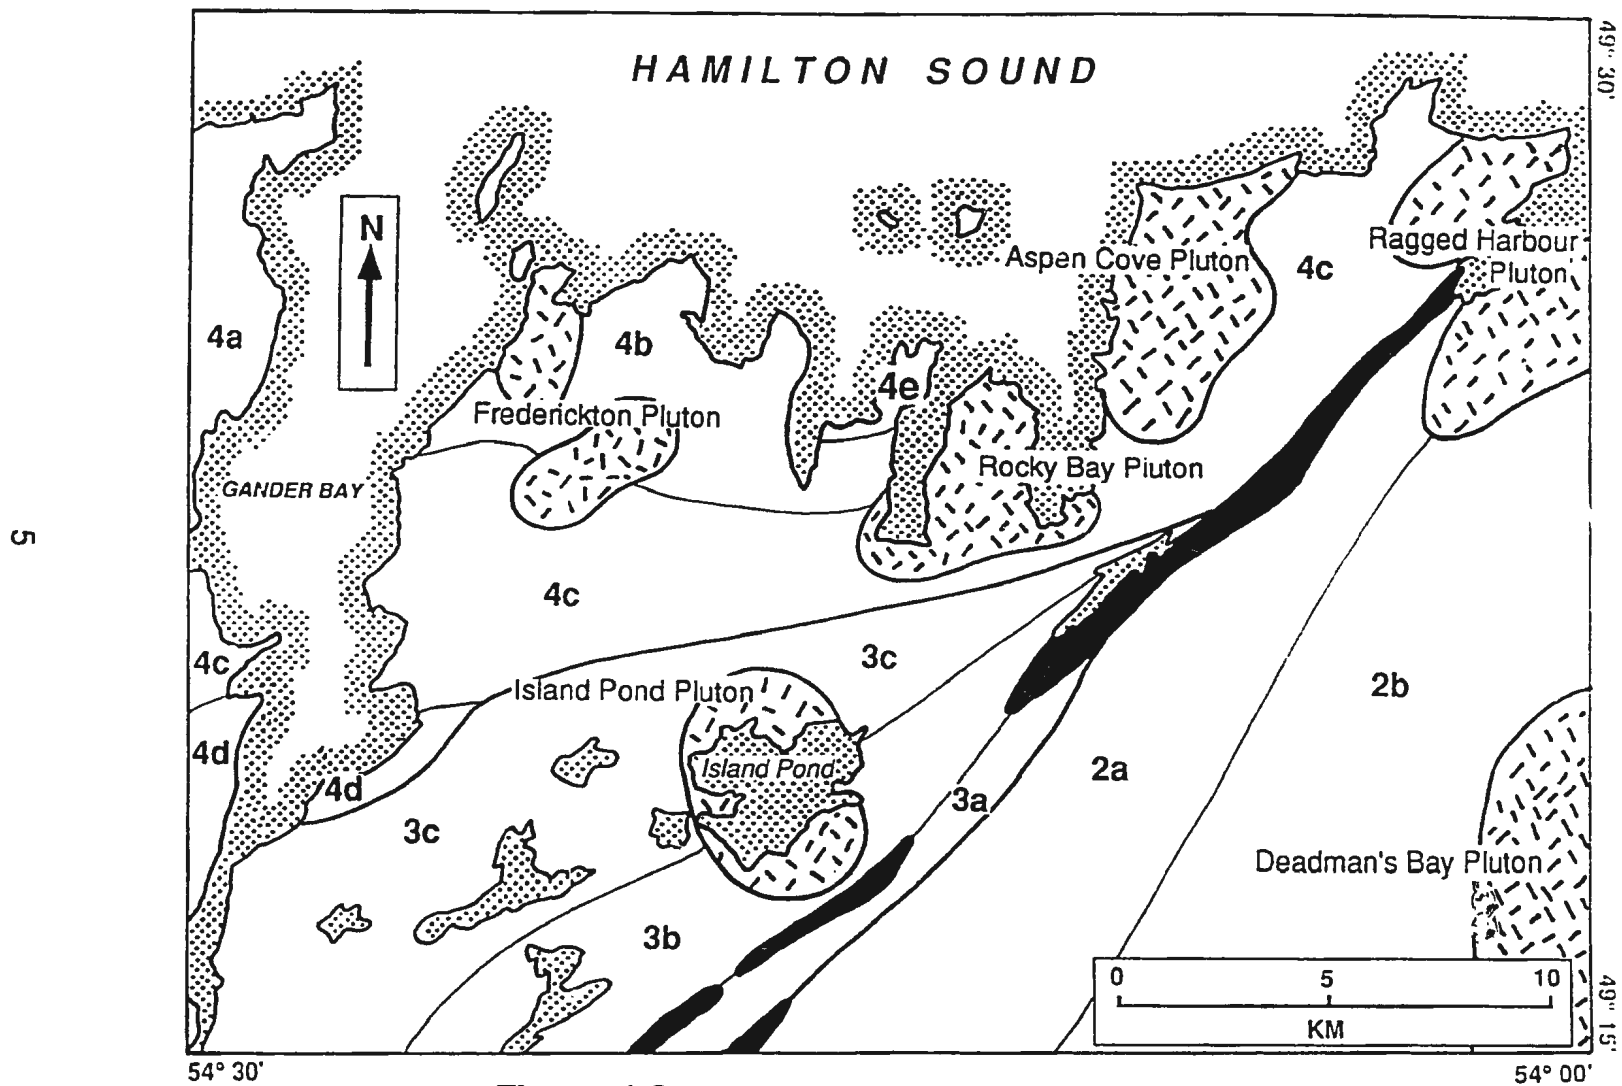 HAMILTON SOUND
49° 30'
N
Aspen Cove Pluton
Ragged Harbour
Pluton
4c
4a
4b
4e
Frederickton Pluton
Rocky Bay Pluton
GANDER BAY
5
4c
4c
3c
Island Pond Pluton
2b
4d
Island Pond
2a
4d
3a
3c
Deadman's Bay Pluton
3b
0 5 10
KM
49° 15'
54° 30'
54° 00'